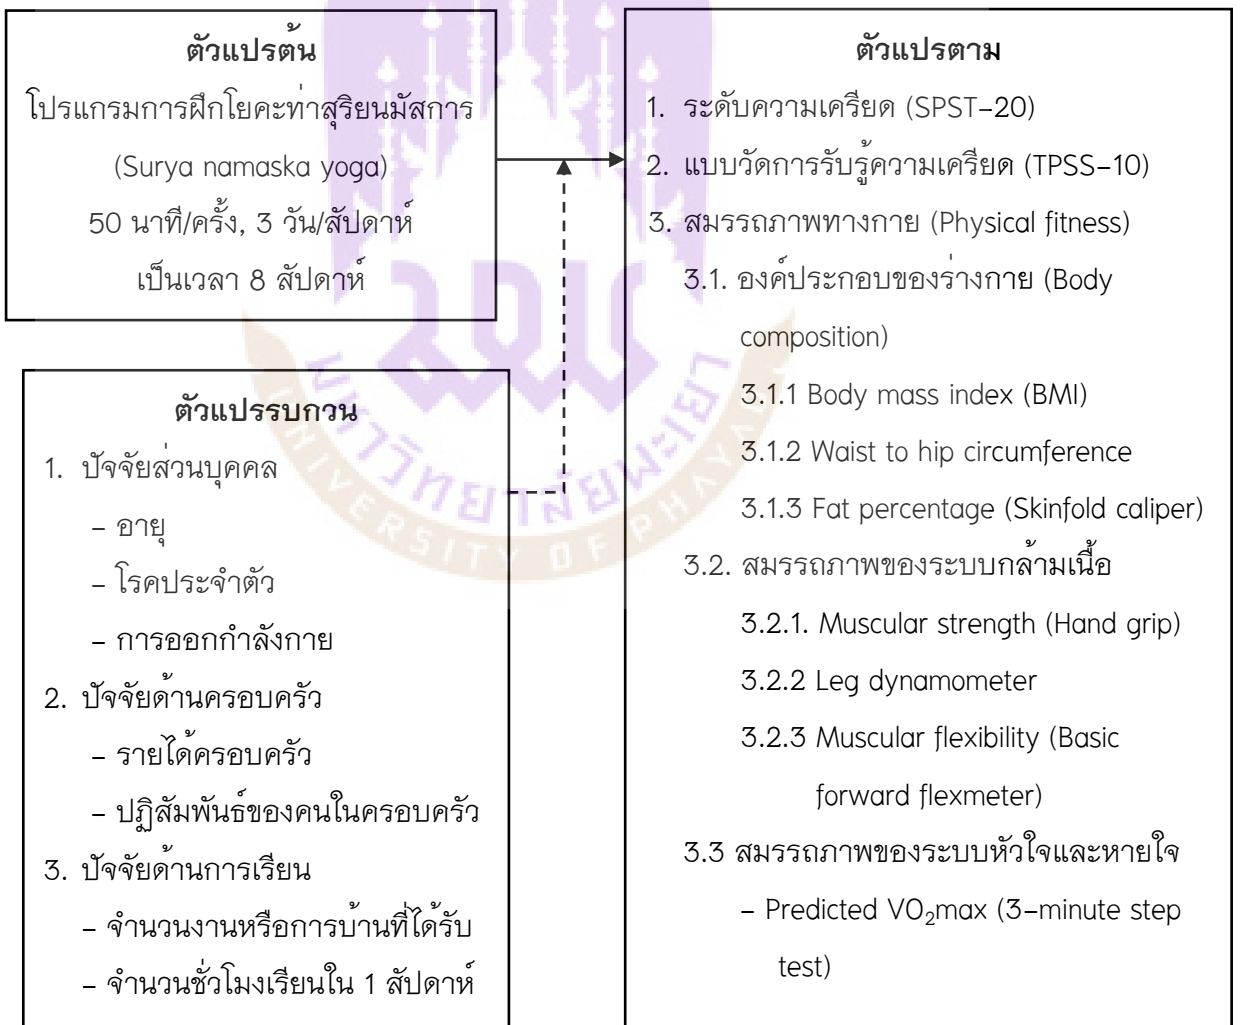 ตัวแปรต้น
โปรแกรมการฝึกโยคะท่าสุริยนมัสการ
(Surya namaska yoga)
50 นาที/ครั้ง, 3 วัน/สัปดาห์
เป็นเวลา 8 สัปดาห์
ตัวแปรรบกวน
1. ปัจจัยส่วนบุคคล
– อายุ
– โรคประจำตัว
– การออกกำลังกาย
2. ปัจจัยด้านครอบครัว
– รายได้ครอบครัว
– ปฏิสัมพันธ์ของคนในครอบครัว
3. ปัจจัยด้านการเรียน
– จำนวนงานหรือการบ้านที่ได้รับ
– จำนวนชั่วโมงเรียนใน 1 สัปดาห์
ตัวแปรตาม
1. ระดับความเครียด (SPST–20)
2. แบบวัดการรับรู้ความเครียด (TPSS–10)
3. สมรรถภาพทางกาย (Physical fitness)
3.1. องค์ประกอบของร่างกาย (Body
composition)
3.1.1 Body mass index (BMI)
3.1.2 Waist to hip circumference
3.1.3 Fat percentage (Skinfold caliper)
3.2. สมรรถภาพของระบบกล้ามเนื้อ
3.2.1. Muscular strength (Hand grip)
3.2.2 Leg dynamometer
3.2.3 Muscular flexibility (Basic
forward flexmeter)
3.3 สมรรถภาพของระบบหัวใจและหายใจ
– Predicted VO₂max (3–minute step
test)
มหาวิทยาลัยพะเยา
UNIVERSITY OF PHAYAO